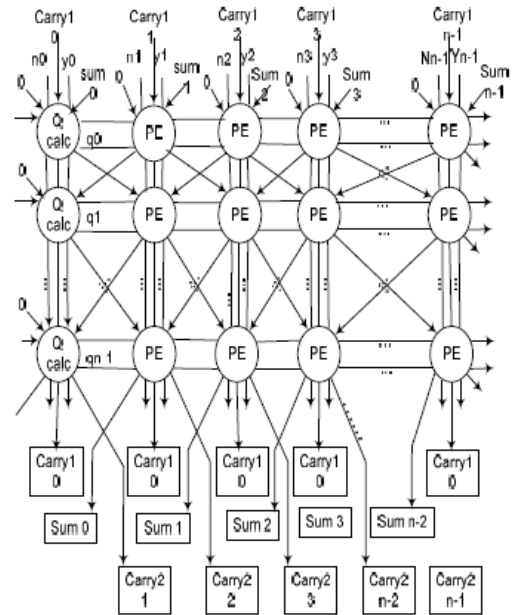 Carry1 0 Carry1 1 Carry1 2 Carry1 3 Carry1 n-1
n0 y0 n1 y1 n2 y2 n3 y3 Nn-1 Yn-1
0 sum 0 0 sum 1 0 Sum 2 0 Sum 3 0 Sum n-1
Q calc q0 PE PE PE ... PE
0 Q calc q1 PE PE PE ... PE
0 Q calc qn 1 PE PE PE ... PE
Carry1 0 Carry1 0 Carry1 0 Carry1 0 Carry1 0
Sum 0 Sum 1 Sum 2 Sum 3 Sum n-2
Carry2 1 Carry2 2 Carry2 3 Carry2 n-2 Carry2 n-1